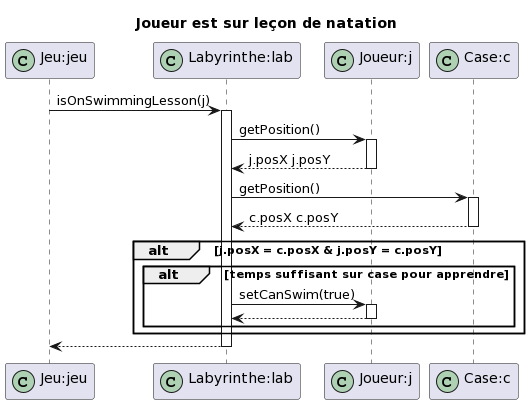 Joueur est sur leçon de natation
C Jeu:jeu
C Labyrinthe:lab
C Joueur:j
C Case:c
isOnSwimmingLesson(j)
getPosition()
j.posX j.posY
getPosition()
c.posX c.posY
alt [j.posX = c.posX & j.posY = c.posY]
alt [temps suffisant sur case pour apprendre]
setCanSwim(true)
C Jeu:jeu
C Labyrinthe:lab
C Joueur:j
C Case:c